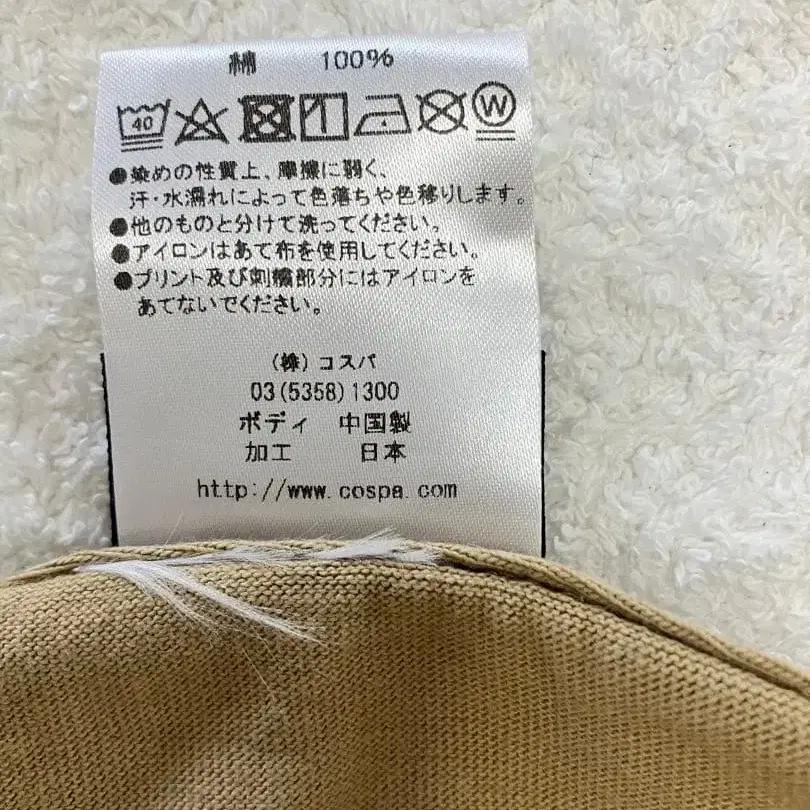 綿 100%
40 W
●染めの性質上、摩擦に弱く、
汗・水濡れによって色落ちや色移りします。
●他のものと分けて洗ってください。
●アイロンはあて布を使用してください。
●プリント及び刺繍部分にはアイロンを
あてないでください。
(株)コスパ
03(5358)1300
ボディ 中国製
加工 日本
http://www.cospa.com